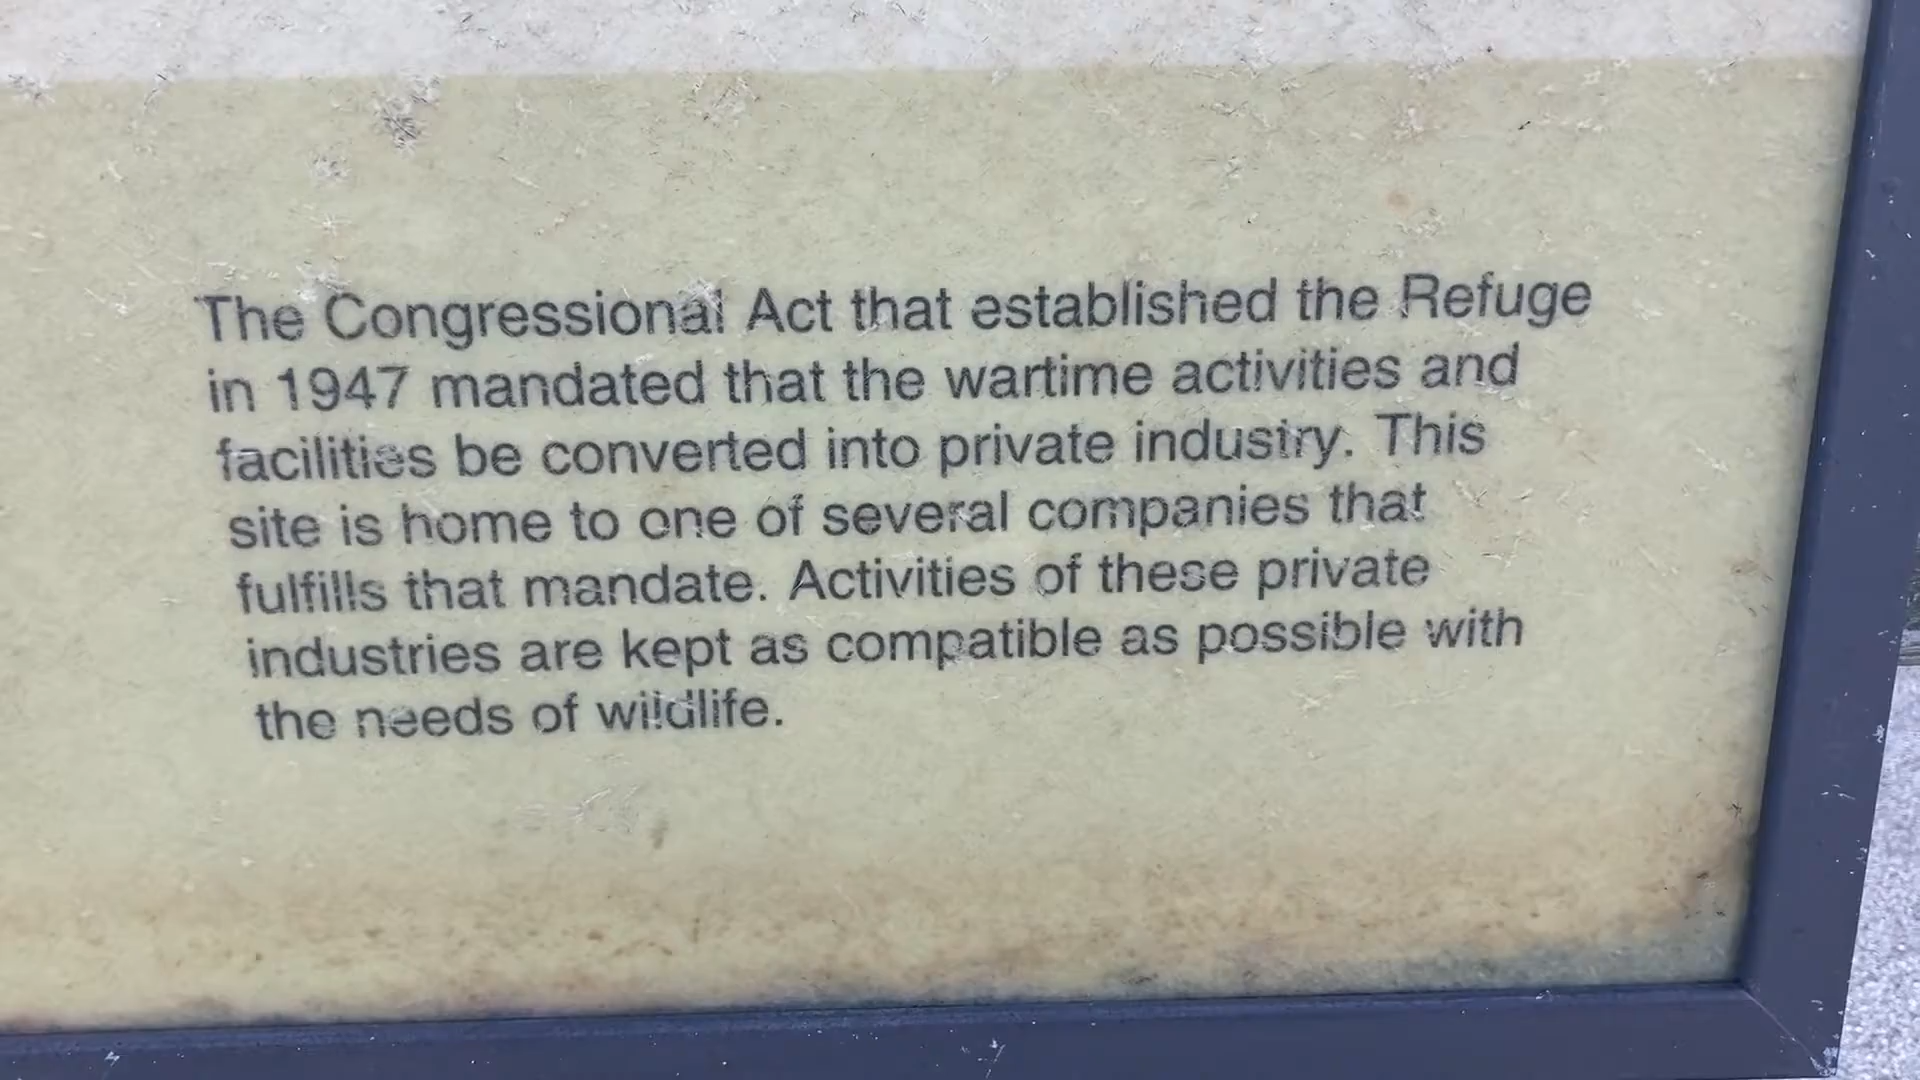 The Congressional Act that established the Refuge
in 1947 mandated that the wartime activities and
facilities be converted into private industry. This
site is home to one of several companies that
fulfills that mandate. Activities of these private
industries are kept as compatible as possible with
the needs of wildlife.